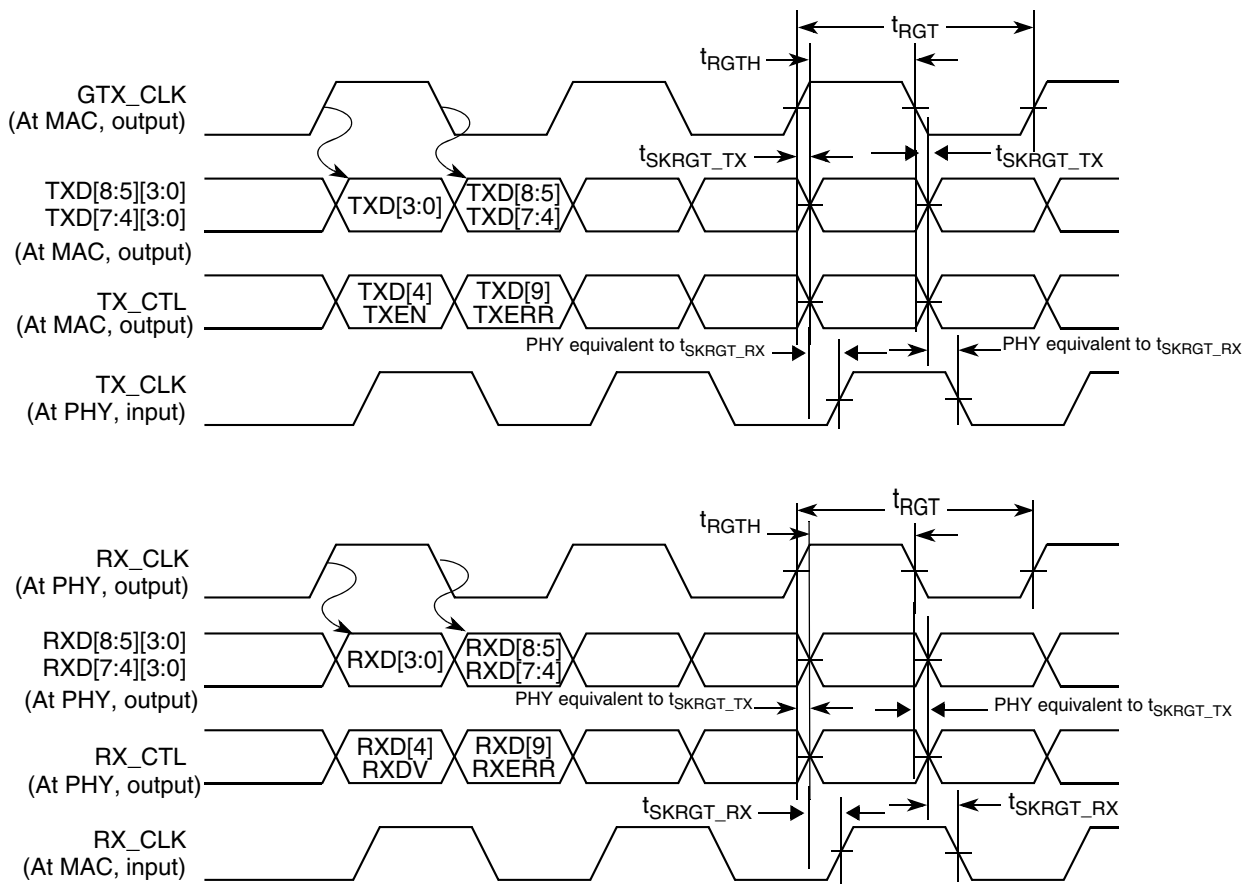 tRGT
tRGTH
GTX_CLK
(At MAC, output)
tSKRGT_TX
tSKRGT_TX
TXD[8:5][3:0]
TXD[7:4][3:0]
(At MAC, output)
TXD[3:0]
TXD[8:5]
TXD[7:4]
TX_CTL
(At MAC, output)
TXD[4]
TXEN
TXD[9]
TXERR
PHY equivalent to tSKRGT_RX
PHY equivalent to tSKRGT_RX
TX_CLK
(At PHY, input)
tRGT
tRGTH
RX_CLK
(At PHY, output)
RXD[8:5][3:0]
RXD[7:4][3:0]
(At PHY, output)
RXD[3:0]
RXD[8:5]
RXD[7:4]
PHY equivalent to tSKRGT_TX
PHY equivalent to tSKRGT_TX
RX_CTL
(At PHY, output)
RXD[4]
RXDV
RXD[9]
RXERR
tSKRGT_RX
tSKRGT_RX
RX_CLK
(At MAC, input)